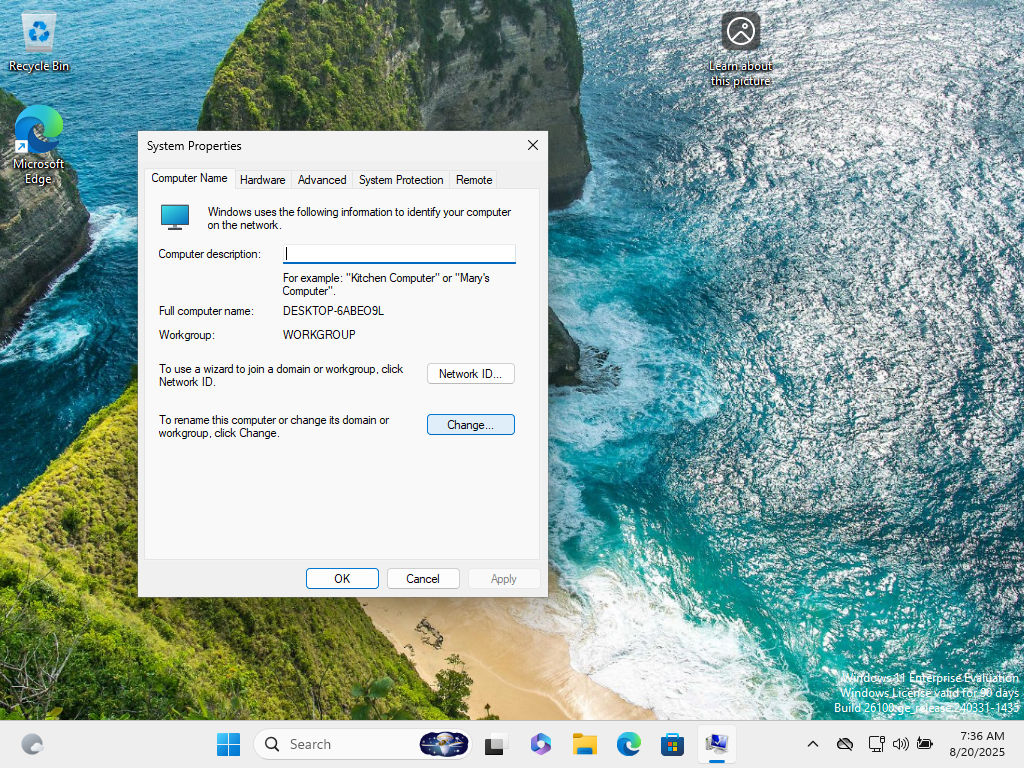 Recycle Bin
Learn about
this picture
Microsoft
Edge
System Properties
Computer Name
Hardware
Advanced
System Protection
Remote
Windows uses the following information to identify your computer
on the network.
Computer description:
For example: "Kitchen Computer" or "Mary's
Computer".
Full computer name:
DESKTOP-6ABEO9L
Workgroup:
WORKGROUP
To use a wizard to join a domain or workgroup, click
Network ID.
Network ID...
To rename this computer or change its domain or
workgroup, click Change.
Change...
OK
Cancel
Apply
Windows 11 Enterprise Evaluation
Windows License valid for 90 days
Build 26100.ge_release.240331-1435
Search
7:36 AM
8/20/2025